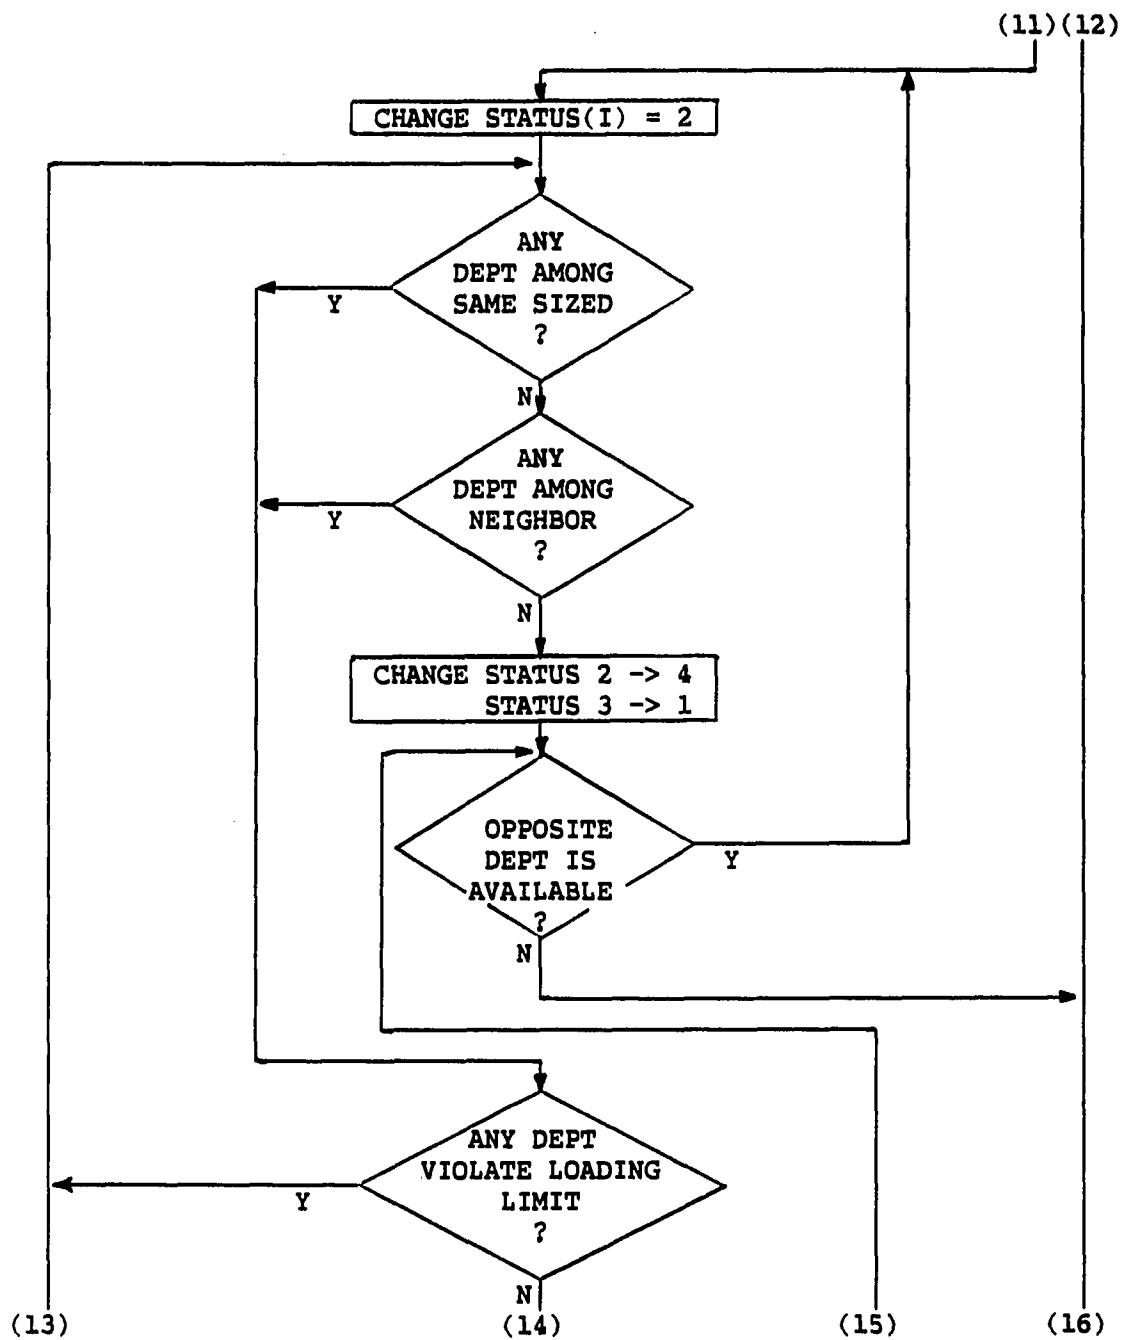 (11)(12)
CHANGE STATUS(I) = 2
ANY
DEPT AMONG
SAME SIZED
?
Y
N
ANY
DEPT AMONG
NEIGHBOR
?
Y
N
CHANGE STATUS 2 -> 4
STATUS 3 -> 1
OPPOSITE
DEPT IS
AVAILABLE
?
Y
N
ANY DEPT
VIOLATE LOADING
LIMIT
?
Y
N
(13) (14) (15) (16)